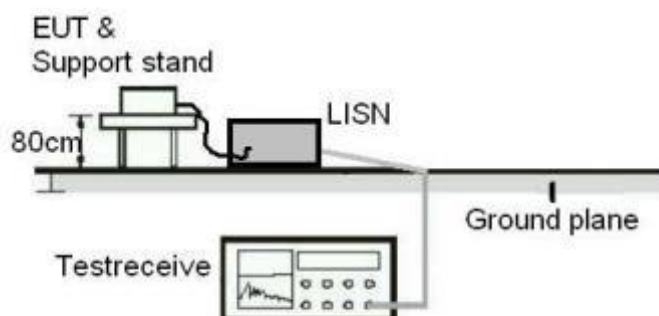 EUT &
Support stand
LISN
80cm
Ground plane
Testreceive